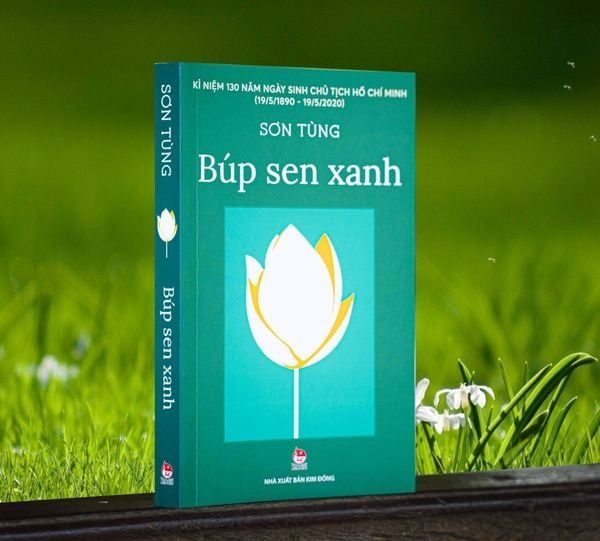 KỈ NIỆM 130 NĂM NGÀY SINH CHỦ TỊCH HỒ CHÍ MINH
(19/5/1890 - 19/5/2020)
SƠN TÙNG
Búp sen xanh
NHÀ XUẤT BẢN KIM ĐỒNG
SƠN TÙNG
Búp sen xanh